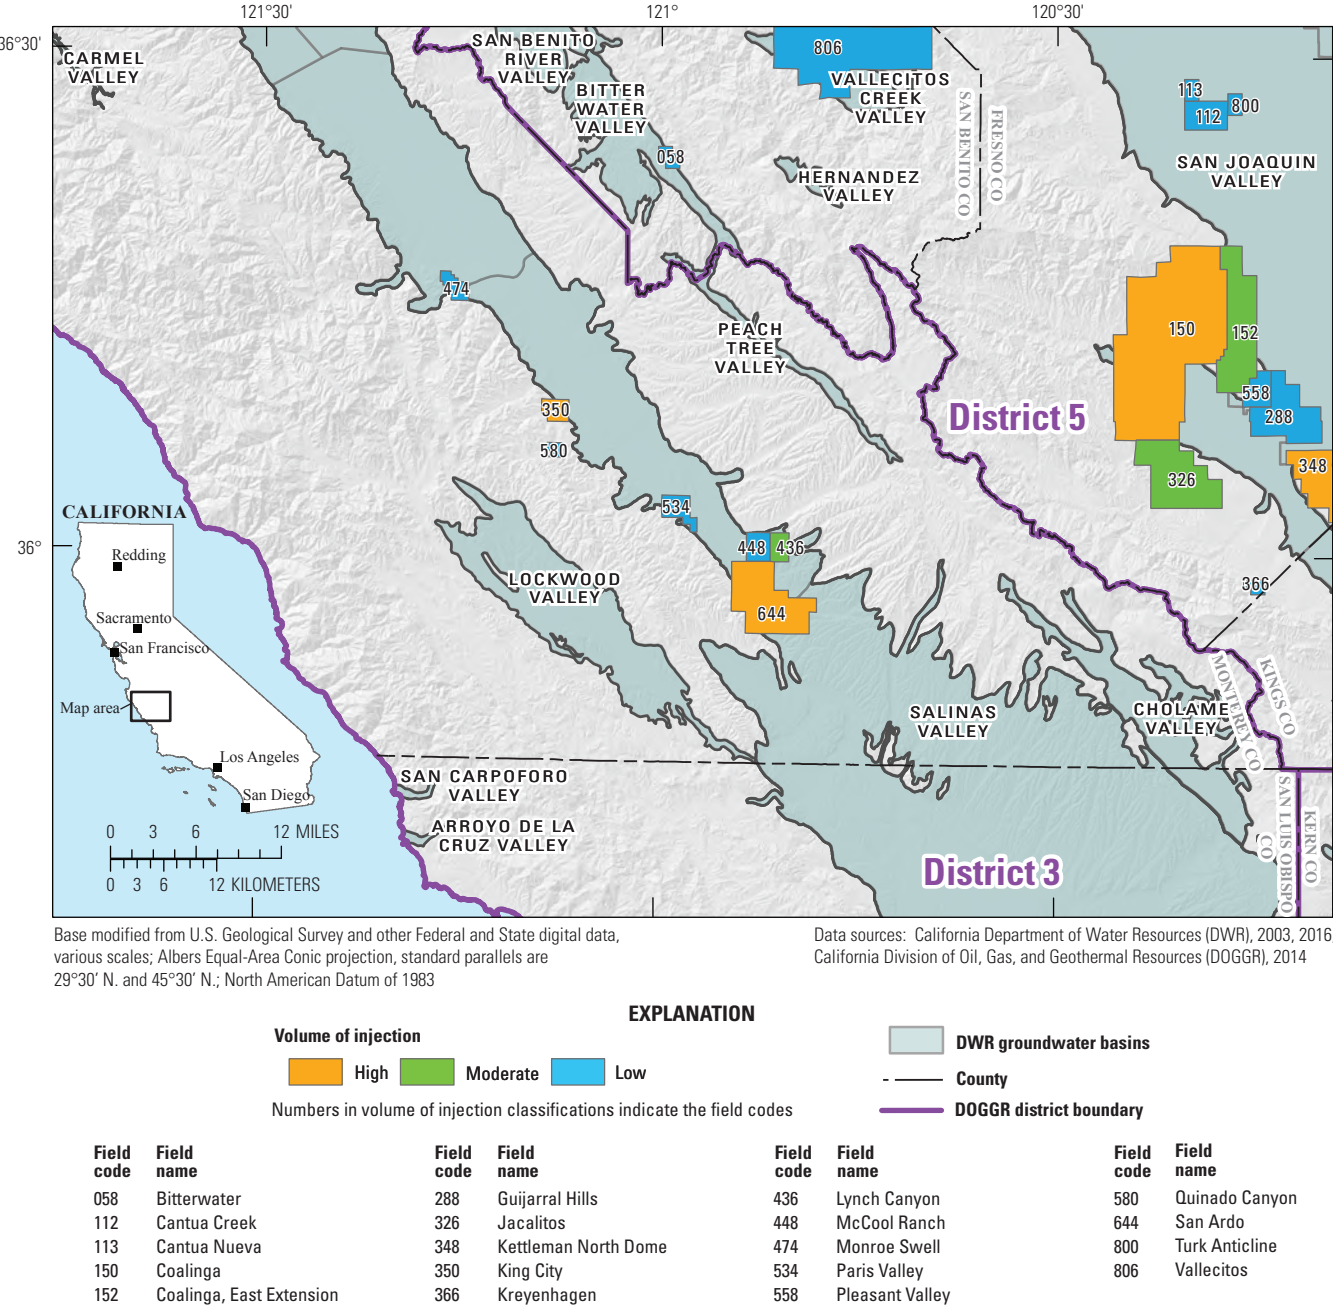 121°30'
121°
120°30'
36°30'
36°
CARMEL
VALLEY
SAN BENITO
RIVER
VALLEY
BITTER
WATER
VALLEY
806
VALLECITOS
CREEK
VALLEY
SAN BENITO CO
FRESNO CO
113
112
800
SAN JOAQUIN
VALLEY
058
HERNANDEZ
VALLEY
474
PEACH
TREE
VALLEY
150
152
350
580
District 5
558
288
326
348
534
448
436
644
LOCKWOOD
VALLEY
366
CALIFORNIA
Redding
Sacramento
San Francisco
Map area
Los Angeles
San Diego
SALINAS
VALLEY
CHOLAME
VALLEY
MONTEREY CO
KINGS CO
SAN CARPOFORO
VALLEY
ARROYO DE LA
CRUZ VALLEY
SAN LUIS OBISPO
CO
KERN CO
District 3
0 3 6 12 MILES
0 3 6 12 KILOMETERS
Base modified from U.S. Geological Survey and other Federal and State digital data,
various scales; Albers Equal-Area Conic projection, standard parallels are
29°30' N. and 45°30' N.; North American Datum of 1983
Data sources: California Department of Water Resources (DWR), 2003, 2016,
California Division of Oil, Gas, and Geothermal Resources (DOGGR), 2014
EXPLANATION
Volume of injection
High
Moderate
Low
Numbers in volume of injection classifications indicate the field codes
DWR groundwater basins
County
DOGGR district boundary
Field code Field name
058 Bitterwater
112 Cantua Creek
113 Cantua Nueva
150 Coalinga
152 Coalinga, East Extension
Field code Field name
288 Guijarral Hills
326 Jacalitos
348 Kettleman North Dome
350 King City
366 Kreyenhagen
Field code Field name
436 Lynch Canyon
448 McCool Ranch
474 Monroe Swell
534 Paris Valley
558 Pleasant Valley
Field code Field name
580 Quinado Canyon
644 San Ardo
800 Turk Anticline
806 Vallecitos